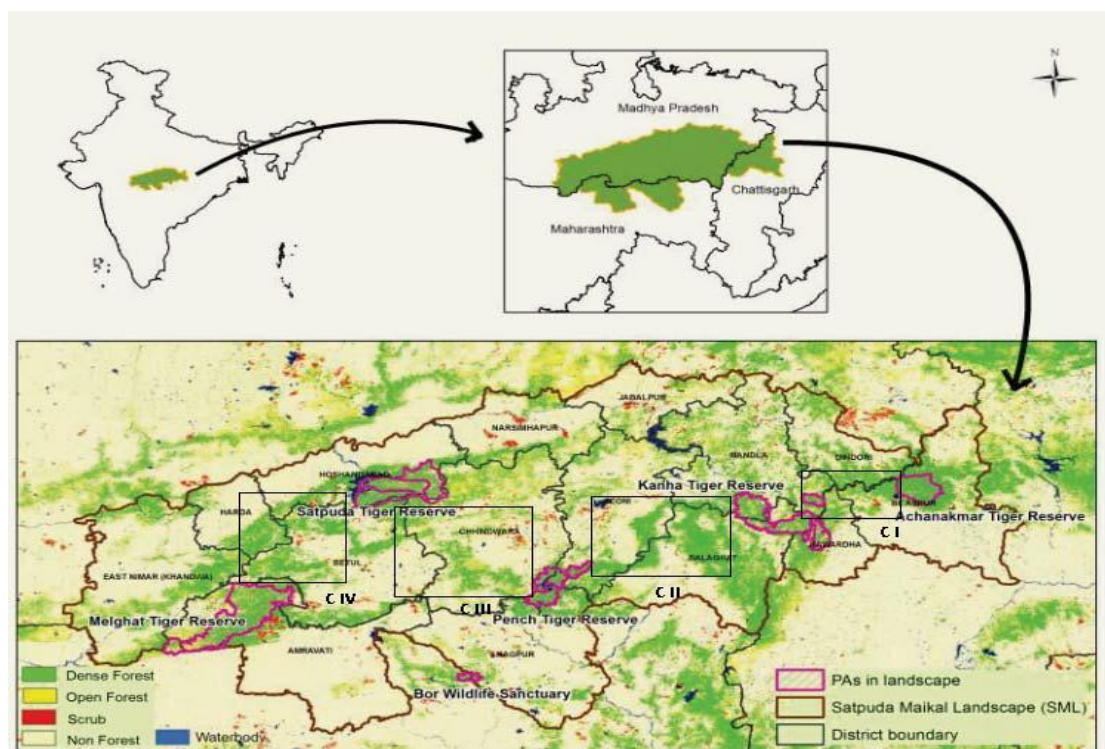 N
Madhya Pradesh
Chattisgarh
Maharashtra
JABALPUR
NARSIMHAPUR
DINDORI
MANDLA
HOSHANGABAD
Kanha Tiger Reserve
HARDA
Satpuda Tiger Reserve
CHHINDWARA
SEONI
BILASPUR
Achanakmar Tiger Reserve
C I
KAWARDHA
BALAGHAT
BETUL
EAST NIMAR (KHANDWA)
C IV
C III
C II
Melghat Tiger Reserve
Pench Tiger Reserve
AMRAVATI
NAGPUR
Bor Wildlife Sanctuary
Dense Forest
Open Forest
Scrub
Non Forest
Waterbody
PAs in landscape
Satpuda Maikal Landscape (SML)
District boundary